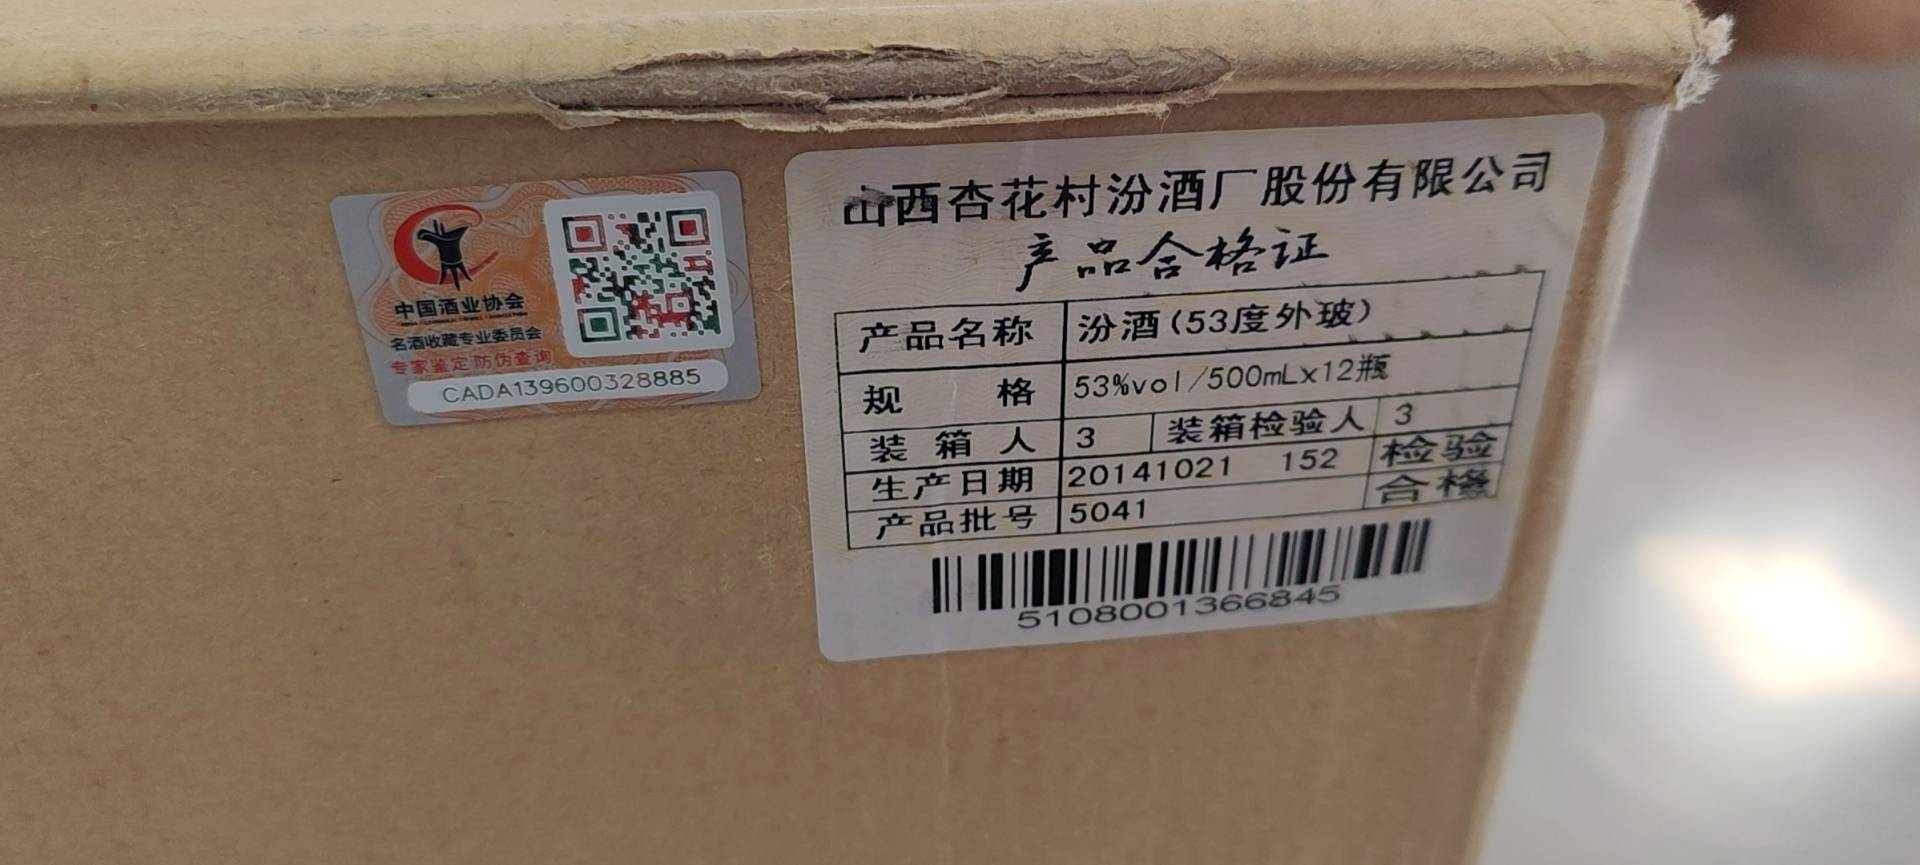 中国酒业协会
名酒收藏专业委员会
专家鉴定 防伪查询
CADA139600328885
山西杏花村汾酒厂股份有限公司
产品合格证
产品名称 汾酒(53度外玻)
规 格 53%vol/500mLx12瓶
装箱人 3 装箱检验人 3
生产日期 20141021 152 检验
合格
产品批号 5041
5108001366845